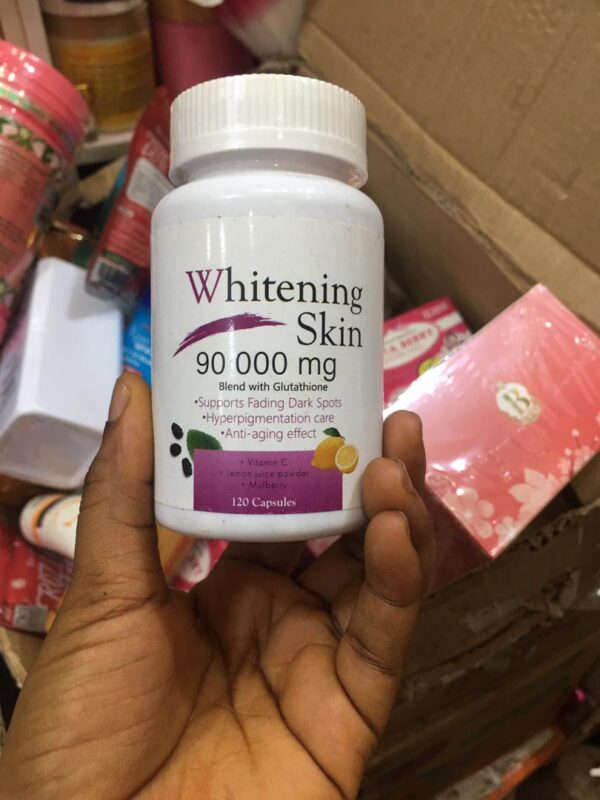 Whitening
Skin
90 000 mg
Blend with Glutathione
•Supports Fading Dark Spots
•Hyperpigmentation care
•Anti-aging effect
• Vitamin C
• Lemon juice powder
• Mulberry
120 Capsules
B